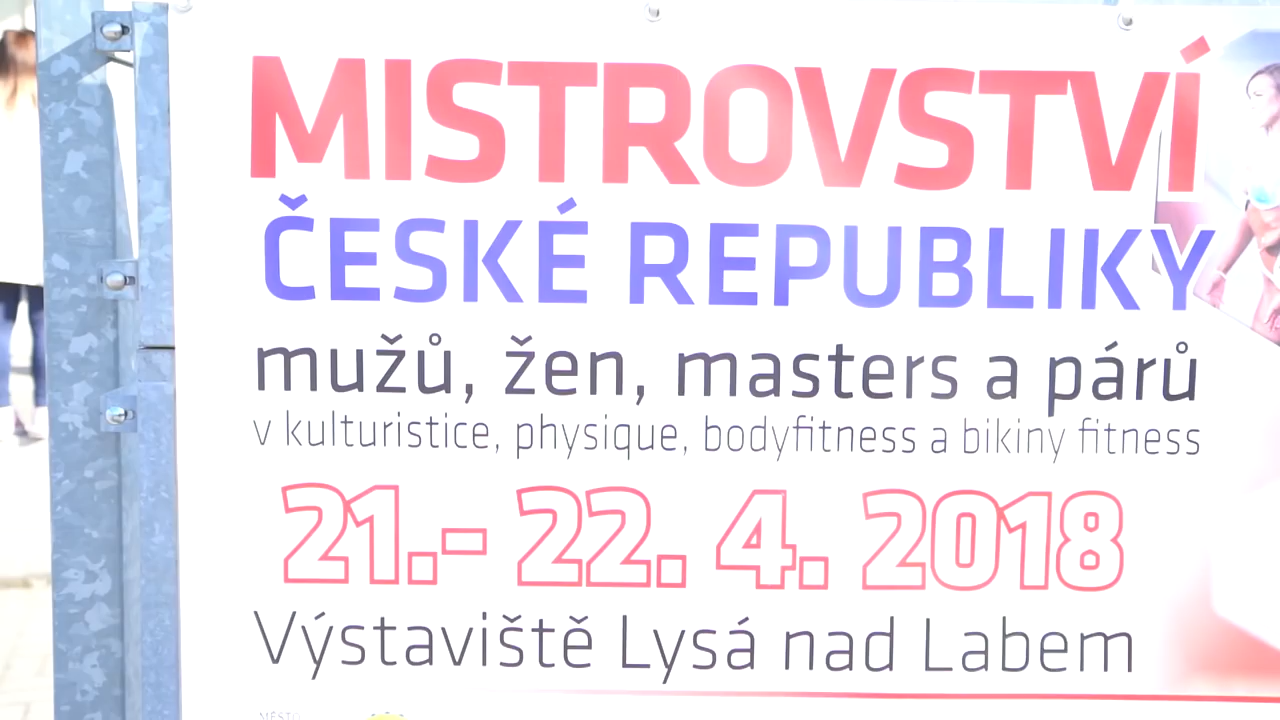 MISTROVSTVÍ
ČESKÉ REPUBLIKY
mužů, žen, masters a párů
v kulturistice, physique, bodyfitness a bikiny fitness
21.- 22. 4. 2018
Výstaviště Lysá nad Labem
MĚSTO